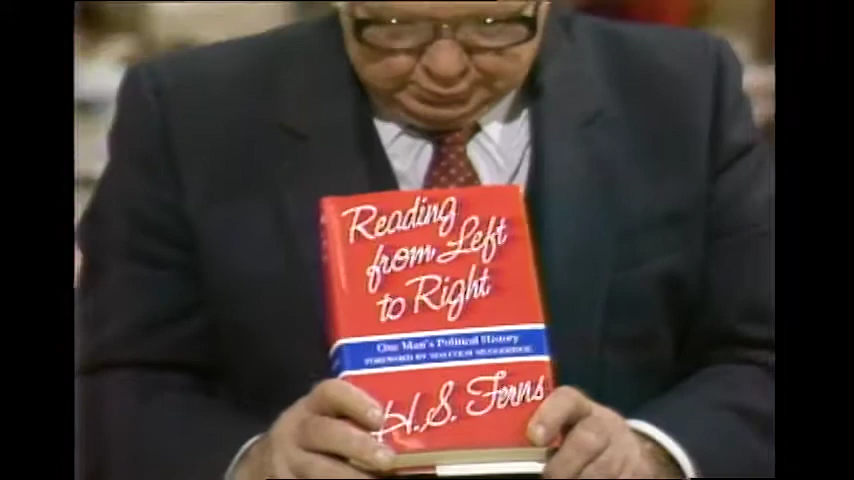 Reading
from Left
to Right
One Man's Political History
FOREWORD BY MALCOLM MUGGERIDGE
H.S. Ferns